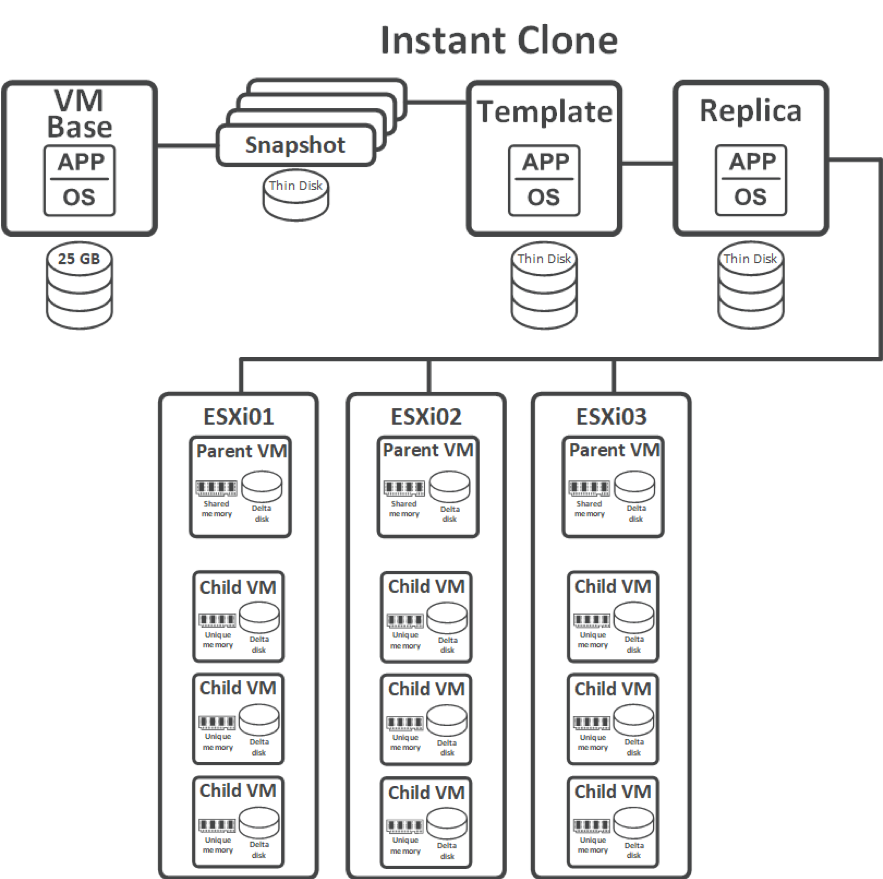 Instant Clone
VM
Base
APP
OS
25 GB
Snapshot
Thin Disk
Template
APP
OS
Thin Disk
Replica
APP
OS
Thin Disk
ESXi01
Parent VM
Shared
memory
Delta
disk
Child VM
Unique
memory
Delta
disk
Child VM
Unique
memory
Delta
disk
Child VM
Unique
memory
Delta
disk
ESXi02
Parent VM
Shared
memory
Delta
disk
Child VM
Unique
memory
Delta
disk
Child VM
Unique
memory
Delta
disk
Child VM
Unique
memory
Delta
disk
ESXi03
Parent VM
Shared
memory
Delta
disk
Child VM
Unique
memory
Delta
disk
Child VM
Unique
memory
Delta
disk
Child VM
Unique
memory
Delta
disk